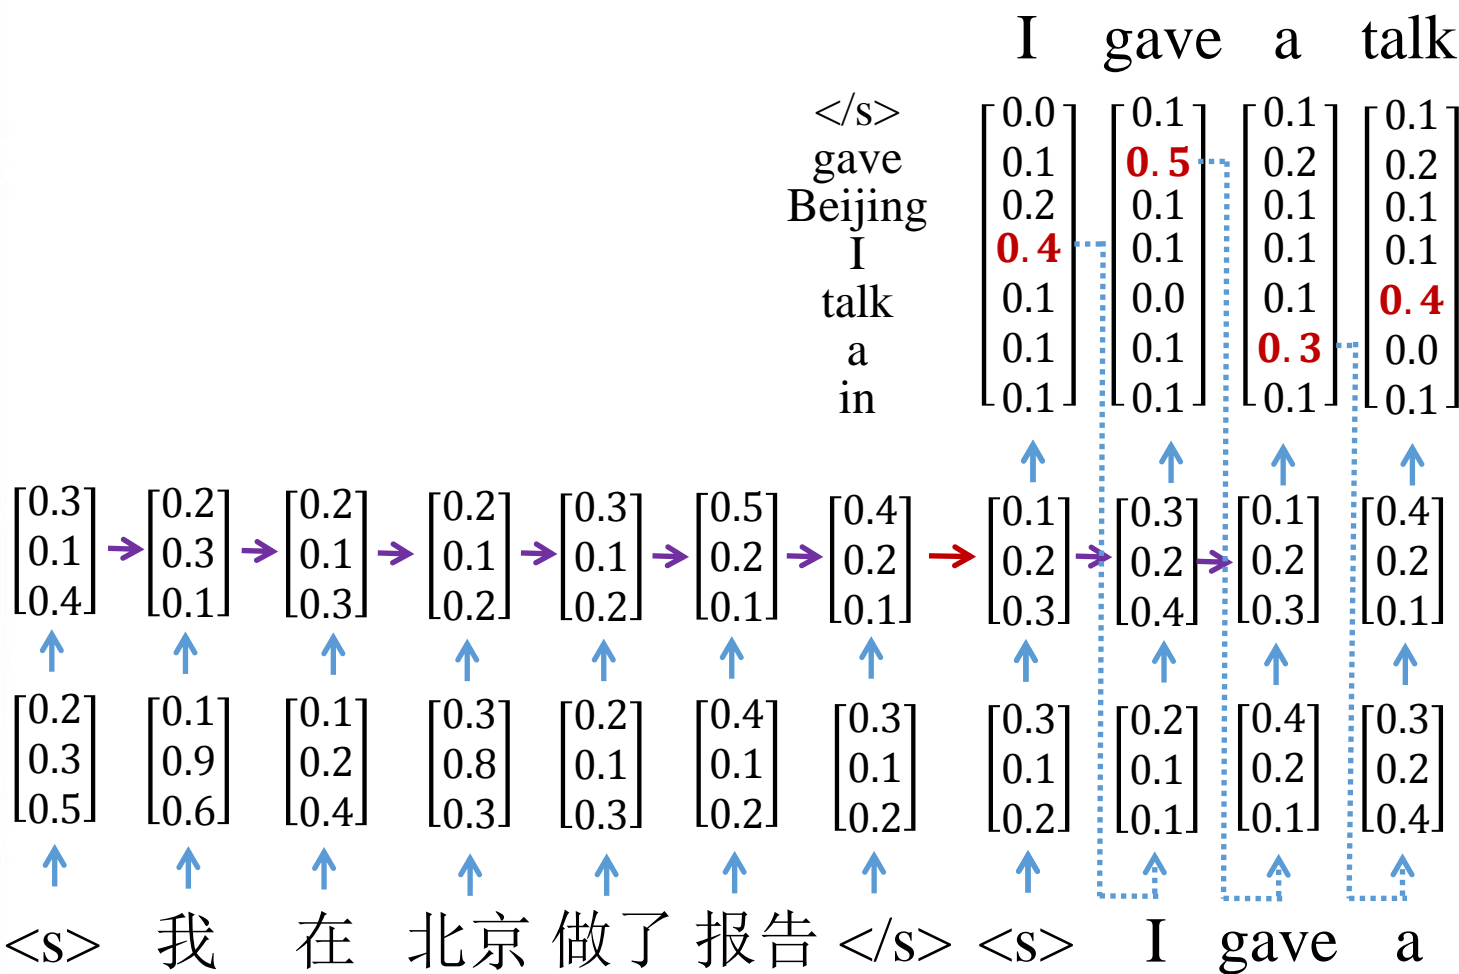 I gave a talk
</s> 0.0 0.1 0.1 0.1
gave 0.1 0.5 0.2 0.2
Beijing 0.2 0.1 0.1 0.1
I 0.4 0.1 0.1 0.1
talk 0.1 0.0 0.1 0.4
a 0.1 0.1 0.3 0.0
in 0.1 0.1 0.1 0.1
0.3 0.2 0.2 0.2 0.3 0.5 0.4 0.1 0.3 0.1 0.4
0.1 0.3 0.1 0.1 0.1 0.2 0.2 0.2 0.2 0.2 0.2
0.4 0.1 0.3 0.2 0.2 0.1 0.1 0.3 0.4 0.3 0.1
0.2 0.1 0.1 0.3 0.2 0.4 0.3 0.3 0.2 0.4 0.3
0.3 0.9 0.2 0.8 0.1 0.1 0.1 0.1 0.1 0.2 0.2
0.5 0.6 0.4 0.3 0.3 0.2 0.2 0.2 0.1 0.1 0.4
<s> 我 在 北京 做了 报告 </s> <s> I gave a